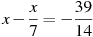 x − x/7 = −39/14